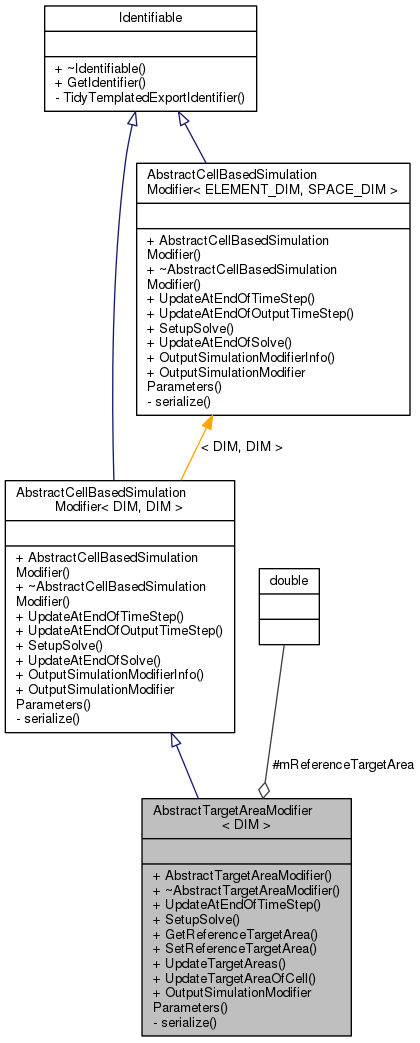 Identifiable
+ ~Identifiable()
+ GetIdentifier()
- TidyTemplatedExportIdentifier()
AbstractCellBasedSimulation
Modifier< ELEMENT_DIM, SPACE_DIM >
+ AbstractCellBasedSimulation
Modifier()
+ ~AbstractCellBasedSimulation
Modifier()
+ UpdateAtEndOfTimeStep()
+ UpdateAtEndOfOutputTimeStep()
+ SetupSolve()
+ UpdateAtEndOfSolve()
+ OutputSimulationModifierInfo()
+ OutputSimulationModifier
Parameters()
- serialize()
< DIM, DIM >
AbstractCellBasedSimulation
Modifier< DIM, DIM >
+ AbstractCellBasedSimulation
Modifier()
+ ~AbstractCellBasedSimulation
Modifier()
+ UpdateAtEndOfTimeStep()
+ UpdateAtEndOfOutputTimeStep()
+ SetupSolve()
+ UpdateAtEndOfSolve()
+ OutputSimulationModifierInfo()
+ OutputSimulationModifier
Parameters()
- serialize()
double
#mReferenceTargetArea
AbstractTargetAreaModifier
< DIM >
+ AbstractTargetAreaModifier()
+ ~AbstractTargetAreaModifier()
+ UpdateAtEndOfTimeStep()
+ SetupSolve()
+ GetReferenceTargetArea()
+ SetReferenceTargetArea()
+ UpdateTargetAreas()
+ UpdateTargetAreaOfCell()
+ OutputSimulationModifier
Parameters()
- serialize()